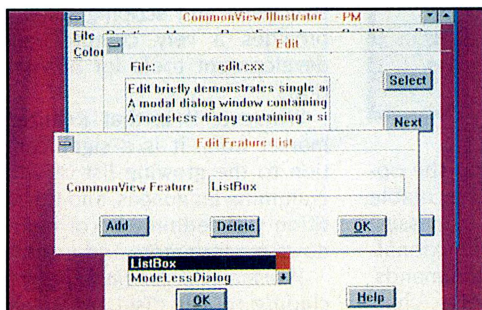 CommonView Illustrator - PM
File
Color
Edit
File: edit.cxx
Select
Edit briefly demonstrates single a
A modal dialog window containing
A modeless dialog containing a si
Next
Edit Feature List
CommonView Feature ListBox
Add Delete OK
ListBox
ModeLessDialog
OK Help